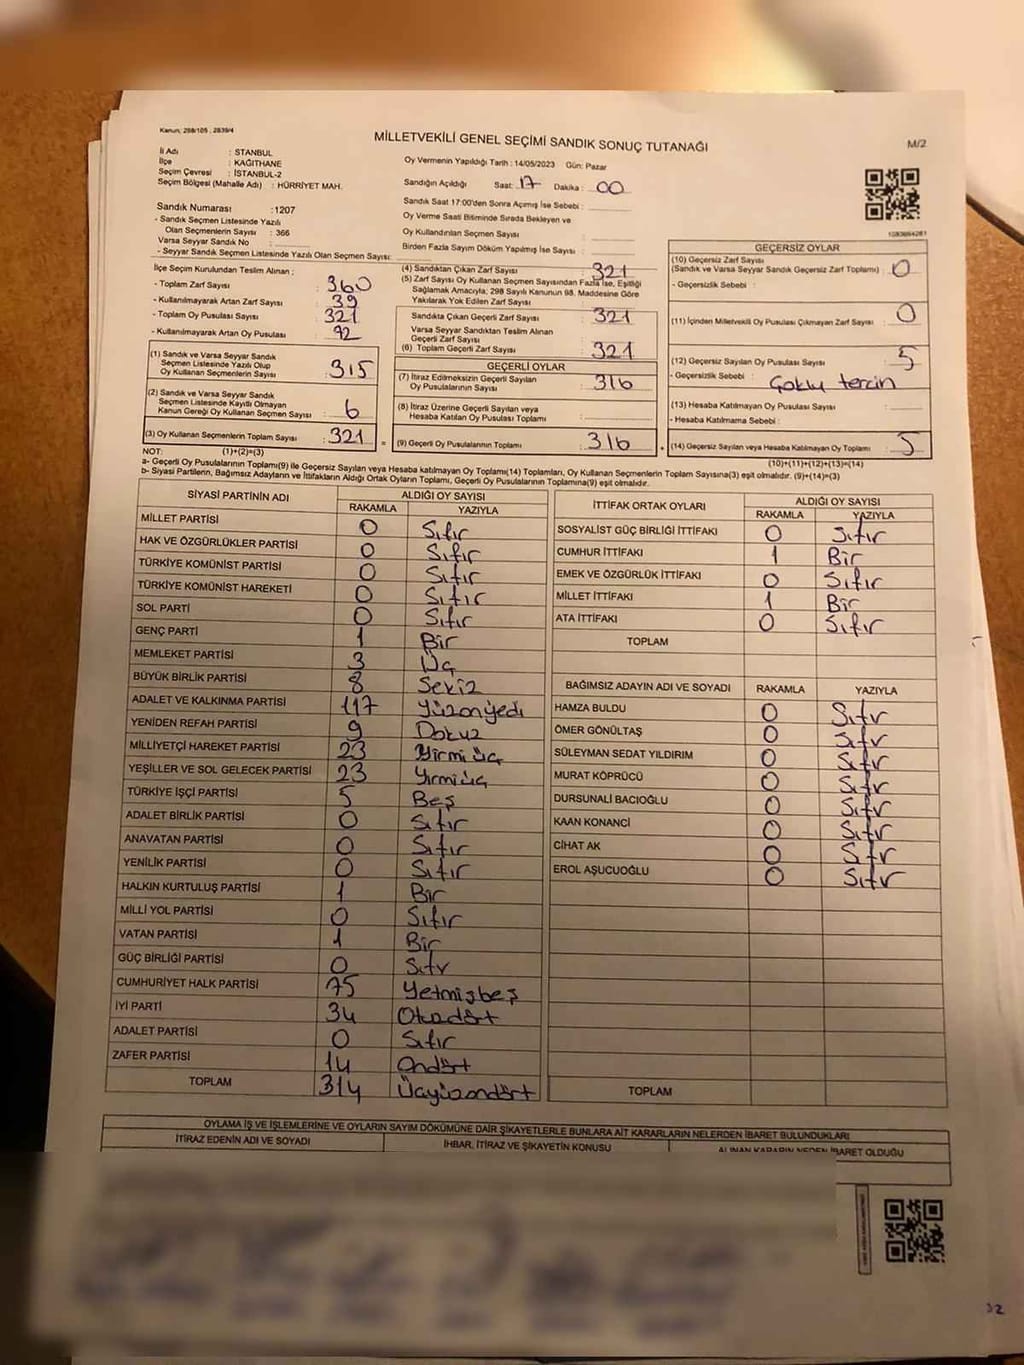 Kanun; 298/105 , 2839/4
MİLLETVEKİLİ GENEL SEÇİMİ SANDIK SONUÇ TUTANAĞI
M/2
İl Adı : STANBUL
İlçe : KAĞITHANE
Seçim Çevresi : İSTANBUL-2
Seçim Bölgesi (Mahalle Adı) : HÜRRİYET MAH.
Oy Vermenin Yapıldığı Tarih : 14/05/2023 Gün: Pazar
Sandığın Açıldığı Saat: 17 Dakika : 00
Sandık Saat 17:00'den Sonra Açımış İse Sebebi :
Oy Verme Saati Bitiminde Sırada Bekleyen ve
Oy Kullandırılan Seçmen Sayısı :
Birden Fazla Sayım Döküm Yapılmış İse Sayısı :
Sandık Numarası :1207
- Sandık Seçmen Listesinde Yazılı
Olan Seçmenlerin Sayısı : 366
Varsa Seyyar Sandık No :
- Seyyar Sandık Seçmen Listesinde Yazılı Olan Seçmen Sayısı:
İlçe Seçim Kurulundan Teslim Alınan :
- Toplam Zarf Sayısı : 360
- Kullanılmayarak Artan Zarf Sayısı : 39
- Toplam Oy Pusulası Sayısı : 321
- Kullanılmayarak Artan Oy Pusulası : 92
(1) Sandık ve Varsa Seyyar Sandık
Seçmen Listesinde Yazılı Olup
Oy Kullanan Seçmenlerin Sayısı : 315
(2) Sandık ve Varsa Seyyar Sandık
Seçmen Listesinde Kayıtlı Olmayan
Kanun Gereği Oy Kullanan Seçmen Sayısı : 6
(3) Oy Kullanan Seçmenlerin Toplam Sayısı : 321 =
(4) Sandıktan Çıkan Zarf Sayısı : 321
(5) Zarf Sayısı Oy Kullanan Seçmen Sayısından Fazla İse, Eşitliği
Sağlamak Amacıyla; 298 Sayılı Kanunun 98. Maddesine Göre
Yakılarak Yok Edilen Zarf Sayısı :
Sandıkta Çıkan Geçerli Zarf Sayısı : 321
Varsa Seyyar Sandıktan Teslim Alınan
Geçerli Zarf Sayısı :
(6) Toplam Geçerli Zarf Sayısı : 321
GEÇERLİ OYLAR
(7) İtiraz Edilmeksizin Geçerli Sayılan
Oy Pusulalarının Sayısı : 316
(8) İtiraz Üzerine Geçerli Sayılan veya
Hesaba Katılan Oy Pusulası Toplamı :
(9) Geçerli Oy Pusulalarının Toplamı : 316 +
GEÇERSİZ OYLAR
(10) Geçersiz Zarf Sayısı
(Sandık ve Varsa Seyyar Sandık Geçersiz Zarf Toplamı) : 0
- Geçersizlik Sebebi :
(11) İçinden Milletvekili Oy Pusulası Çıkmayan Zarf Sayısı : 0
(12) Geçersiz Sayılan Oy Pusulası Sayısı : 5
- Geçersizlik Sebebi : Çoklu tercih
(13) Hesaba Katılmayan Oy Pusulası Sayısı :
- Hesaba Katılmama Sebebi :
(14) Geçersiz Sayılan veya Hesaba Katılmayan Oy Toplamı : 5
NOT: (1)+(2)=(3)
(10)+(11)+(12)+(13)=(14)
a- Geçerli Oy Pusulalarının Toplamı(9) ile Geçersiz Sayılan veya Hesaba katılmayan Oy Toplamı(14) Toplamları, Oy Kullanan Seçmenlerin Toplam Sayısına(3) eşit olmalıdır. (9)+(14)=(3)
b- Siyasi Partilerin, Bağımsız Adayların ve İttifakların Aldığı Ortak Oyların Toplamı, Geçerli Oy Pusulalarının Toplamına(9) eşit olmalıdır.
SİYASİ PARTİNİN ADI ALDIĞI OY SAYISI
RAKAMLA YAZIYLA
MİLLET PARTİSİ 0 Sıfır
HAK VE ÖZGÜRLÜKLER PARTİSİ 0 Sıfır
TÜRKİYE KOMÜNİST PARTİSİ 0 Sıfır
TÜRKİYE KOMÜNİST HAREKETİ 0 Sıfır
SOL PARTİ 0 Sıfır
GENÇ PARTİ 1 Bir
MEMLEKET PARTİSİ 3 Üç
BÜYÜK BİRLİK PARTİSİ 8 Sekiz
ADALET VE KALKINMA PARTİSİ 117 Yüzonyedi
YENİDEN REFAH PARTİSİ 9 Dokuz
MİLLİYETÇİ HAREKET PARTİSİ 23 Yirmi üç
YEŞİLLER VE SOL GELECEK PARTİSİ 23 Yirmi üç
TÜRKİYE İŞÇİ PARTİSİ 5 Beş
ADALET BİRLİK PARTİSİ 0 Sıfır
ANAVATAN PARTİSİ 0 Sıfır
YENİLİK PARTİSİ 0 Sıfır
HALKIN KURTULUŞ PARTİSİ 1 Bir
MİLLİ YOL PARTİSİ 0 Sıfır
VATAN PARTİSİ 1 Bir
GÜÇ BİRLİĞİ PARTİSİ 0 Sıfır
CUMHURİYET HALK PARTİSİ 75 Yetmişbeş
İYİ PARTİ 34 Otuzdört
ADALET PARTİSİ 0 Sıfır
ZAFER PARTİSİ 14 Ondört
TOPLAM 314 Üçyüzondört
İTTİFAK ORTAK OYLARI ALDIĞI OY SAYISI
RAKAMLA YAZIYLA
SOSYALİST GÜÇ BİRLİĞİ İTTİFAKI 0 Sıfır
CUMHUR İTTİFAKI 1 Bir
EMEK VE ÖZGÜRLÜK İTTİFAKI 0 Sıfır
MİLLET İTTİFAKI 1 Bir
ATA İTTİFAKI 0 Sıfır
TOPLAM
BAĞIMSIZ ADAYIN ADI VE SOYADI RAKAMLA YAZIYLA
HAMZA BULDU 0 Sıfır
ÖMER GÖNÜLTAŞ 0 Sıfır
SÜLEYMAN SEDAT YILDIRIM 0 Sıfır
MURAT KÖPRÜCÜ 0 Sıfır
DURSUNALİ BACIOĞLU 0 Sıfır
KAAN KONANCİ 0 Sıfır
CİHAT AK 0 Sıfır
EROL AŞUCUOĞLU 0 Sıfır
TOPLAM
OYLAMA İŞ VE İŞLEMLERİNE VE OYLARIN SAYIM DÖKÜMÜNE DAİR ŞİKAYETLERLE BUNLARA AİT KARARLARIN NELERDEN İBARET BULUNDUKLARI
İTİRAZ EDENİN ADI VE SOYADI İHBAR, İTİRAZ VE ŞİKAYETİN KONUSU ALINAN KARARIN NEDEN İBARET OLDUĞU